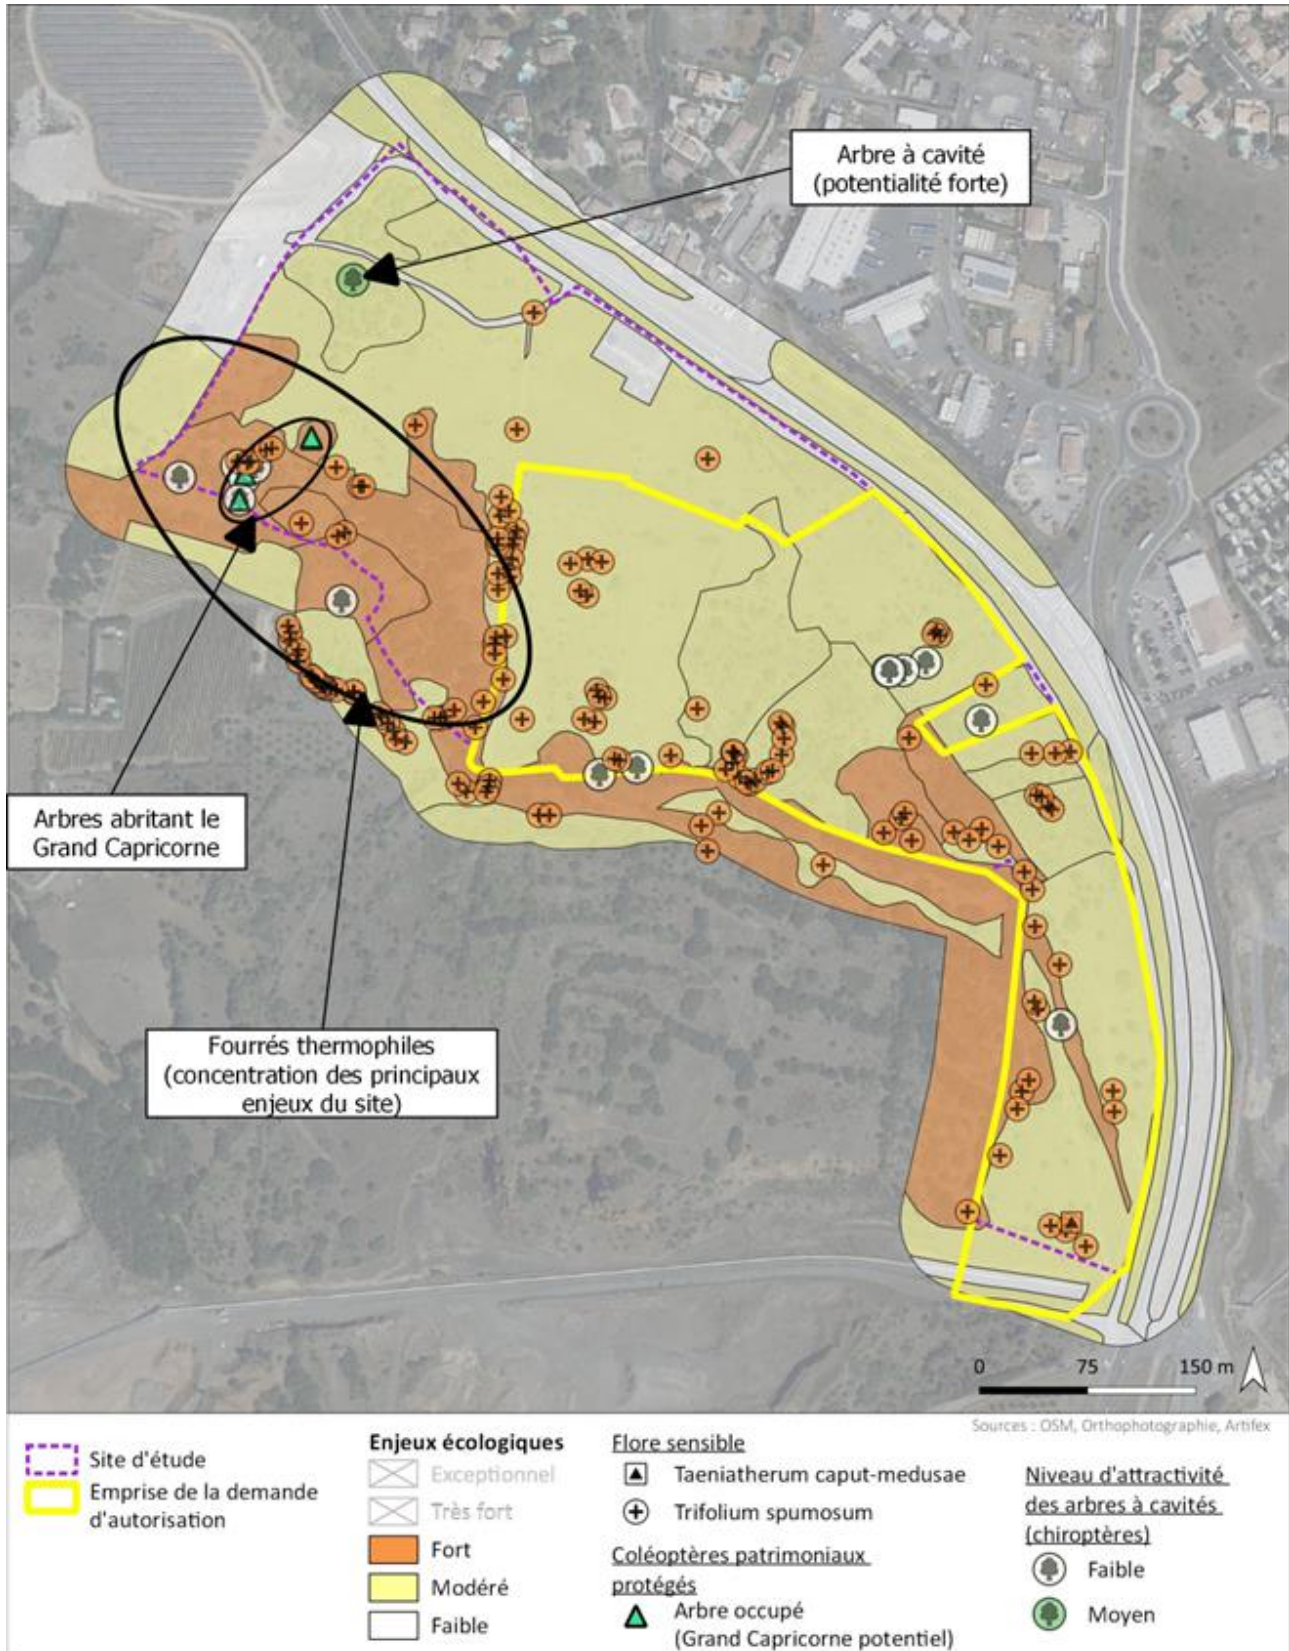 Arbre à cavité
(potentialité forte)
Arbres abritant le
Grand Capricorne
Fourrés thermophiles
(concentration des principaux
enjeux du site)
0 75 150 m
Sources : OSM, Orthophotographie, Artifex
Site d'étude
Emprise de la demande
d'autorisation
Enjeux écologiques
Exceptionnel
Très fort
Fort
Modéré
Faible
Flore sensible
Taeniatherum caput-medusae
Trifolium spumosum
Coléoptères patrimoniaux
protégés
Arbre occupé
(Grand Capricorne potentiel)
Niveau d'attractivité
des arbres à cavités
(chiroptères)
Faible
Moyen